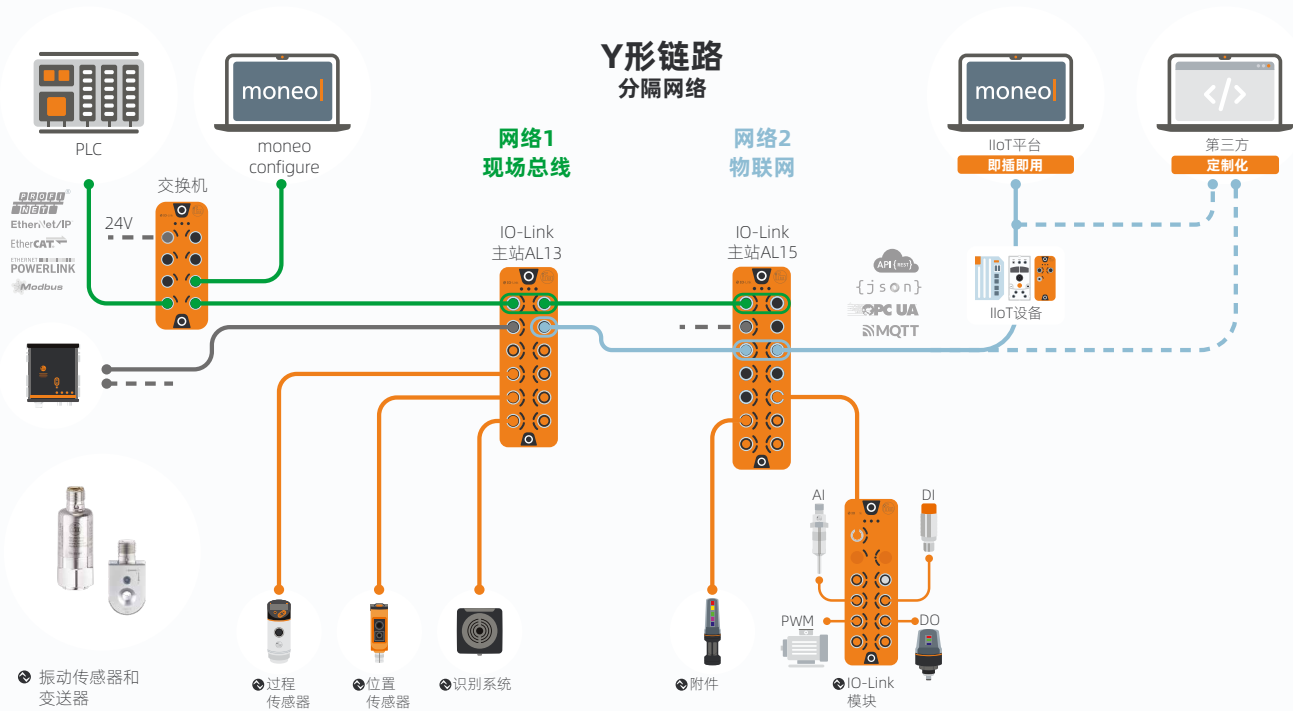 Y形链路
分隔网络
moneo
PLC
moneo
configure
网络1
现场总线
网络2
物联网
moneo
IIoT平台
即插即用
</>
第三方
定制化
PROFI
NET
EtherNet/IP
EtherCAT
ETHERNET
POWERLINK
Modbus
交换机
24V
IO-Link
主站AL13
IO-Link
主站AL15
API {REST}
{json}
OPC UA
MQTT
IIoT设备
AI
DI
PWM
DO
振动传感器和
变送器
过程
传感器
位置
传感器
识别系统
附件
IO-Link
模块